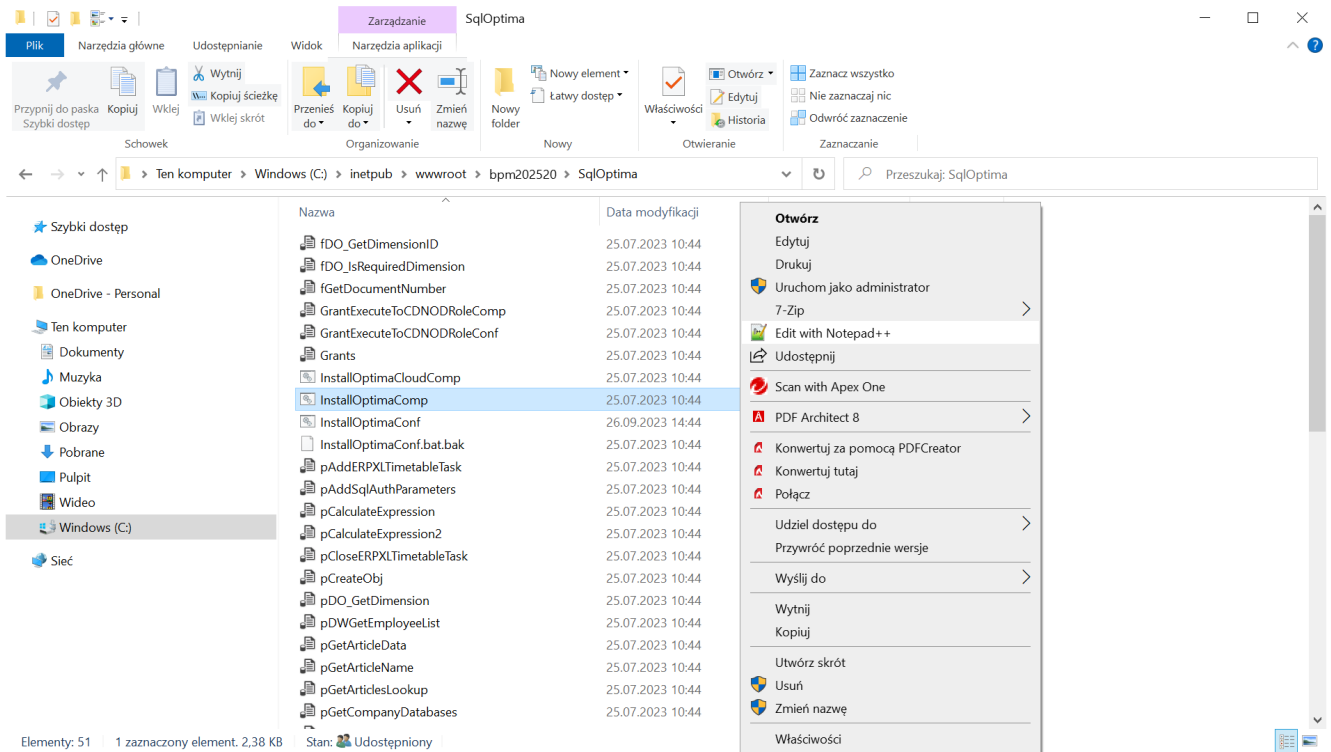 Zarządzanie
SqlOptima
Plik
Narzędzia główne
Udostępnianie
Widok
Narzędzia aplikacji
Przypnij do paska
Szybki dostęp
Kopiuj
Wklej
Wytnij
Kopiuj ścieżkę
Wklej skrót
Schowek
Przenieś
do
Kopiuj
do
Usuń
Zmień
nazwę
Organizowanie
Nowy
folder
Nowy element
Łatwy dostęp
Nowy
Właściwości
Otwórz
Edytuj
Historia
Otwieranie
Zaznacz wszystko
Nie zaznaczaj nic
Odwróć zaznaczenie
Zaznaczanie
Ten komputer > Windows (C:) > inetpub > wwwroot > bpm202520 > SqlOptima
Przeszukaj: SqlOptima
Szybki dostęp
OneDrive
OneDrive - Personal
Ten komputer
Dokumenty
Muzyka
Obiekty 3D
Obrazy
Pobrane
Pulpit
Wideo
Windows (C:)
Sieć
Nazwa
Data modyfikacji
fDO_GetDimensionID 25.07.2023 10:44
fDO_IsRequiredDimension 25.07.2023 10:44
fGetDocumentNumber 25.07.2023 10:44
GrantExecuteToCDNODRoleComp 25.07.2023 10:44
GrantExecuteToCDNODRoleConf 25.07.2023 10:44
Grants 25.07.2023 10:44
InstallOptimaCloudComp 25.07.2023 10:44
InstallOptimaComp 25.07.2023 10:44
InstallOptimaConf 26.09.2023 14:44
InstallOptimaConf.bat.bak 25.07.2023 10:44
pAddERPXLTimetableTask 25.07.2023 10:44
pAddSqlAuthParameters 25.07.2023 10:44
pCalculateExpression 25.07.2023 10:44
pCalculateExpression2 25.07.2023 10:44
pCloseERPXLTimetableTask 25.07.2023 10:44
pCreateObj 25.07.2023 10:44
pDO_GetDimension 25.07.2023 10:44
pDWGetEmployeeList 25.07.2023 10:44
pGetArticleData 25.07.2023 10:44
pGetArticleName 25.07.2023 10:44
pGetArticlesLookup 25.07.2023 10:44
pGetCompanyDatabases 25.07.2023 10:44
Otwórz
Edytuj
Drukuj
Uruchom jako administrator
7-Zip
Edit with Notepad++
Udostępnij
Scan with Apex One
PDF Architect 8
Konwertuj za pomocą PDFCreator
Konwertuj tutaj
Połącz
Udziel dostępu do
Przywróć poprzednie wersje
Wyślij do
Wytnij
Kopiuj
Utwórz skrót
Usuń
Zmień nazwę
Właściwości
Elementy: 51
1 zaznaczony element. 2,38 KB
Stan: Udostępniony